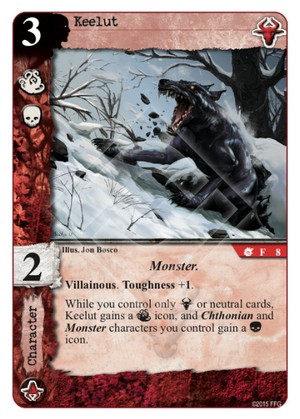 3
Keelut
Illus. Jon Bosco
F 8
2
Monster.
Villainous. Toughness +1.
While you control only or neutral cards,
Keelut gains a icon, and Chthonian and
Monster characters you control gain a
icon.
Character
©2015 FFG